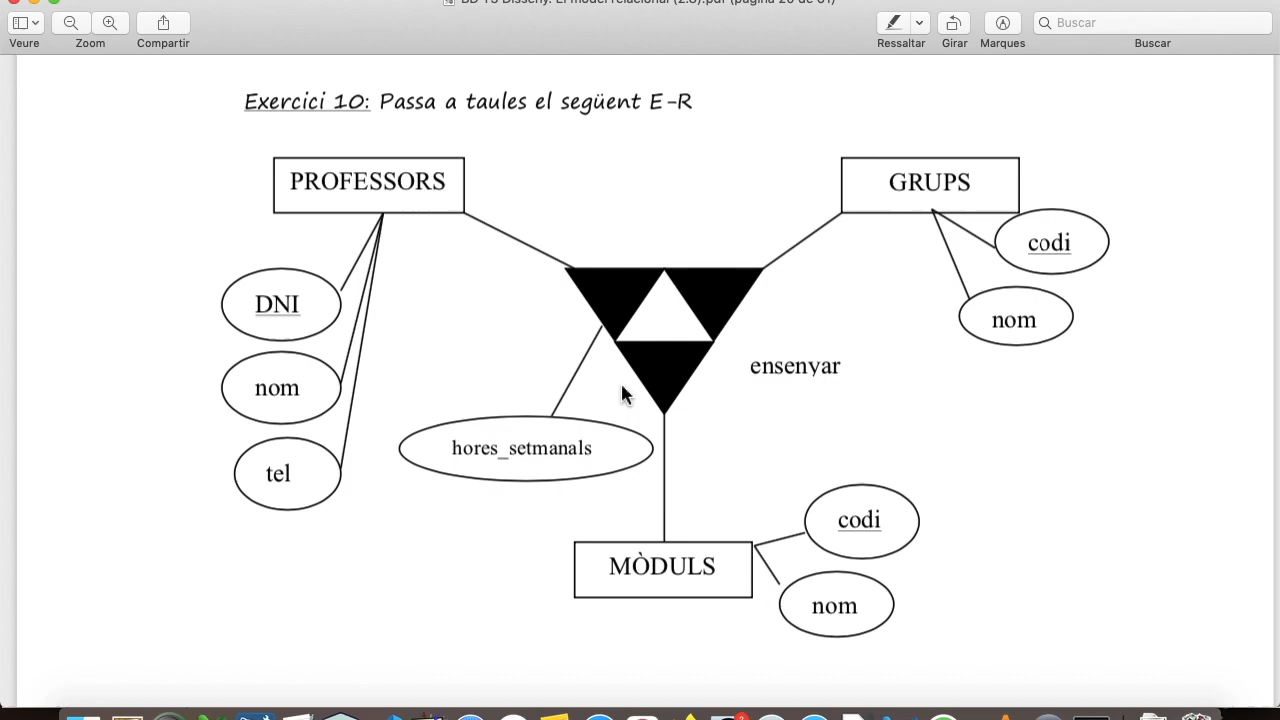 Veure
Zoom
Compartir
Ressaltar
Girar
Marques
Buscar
Buscar
Exercici 10: Passa a taules el següent E-R
PROFESSORS
GRUPS
codi
DNI
nom
ensenyar
nom
hores_setmanals
tel
codi
MÒDULS
nom